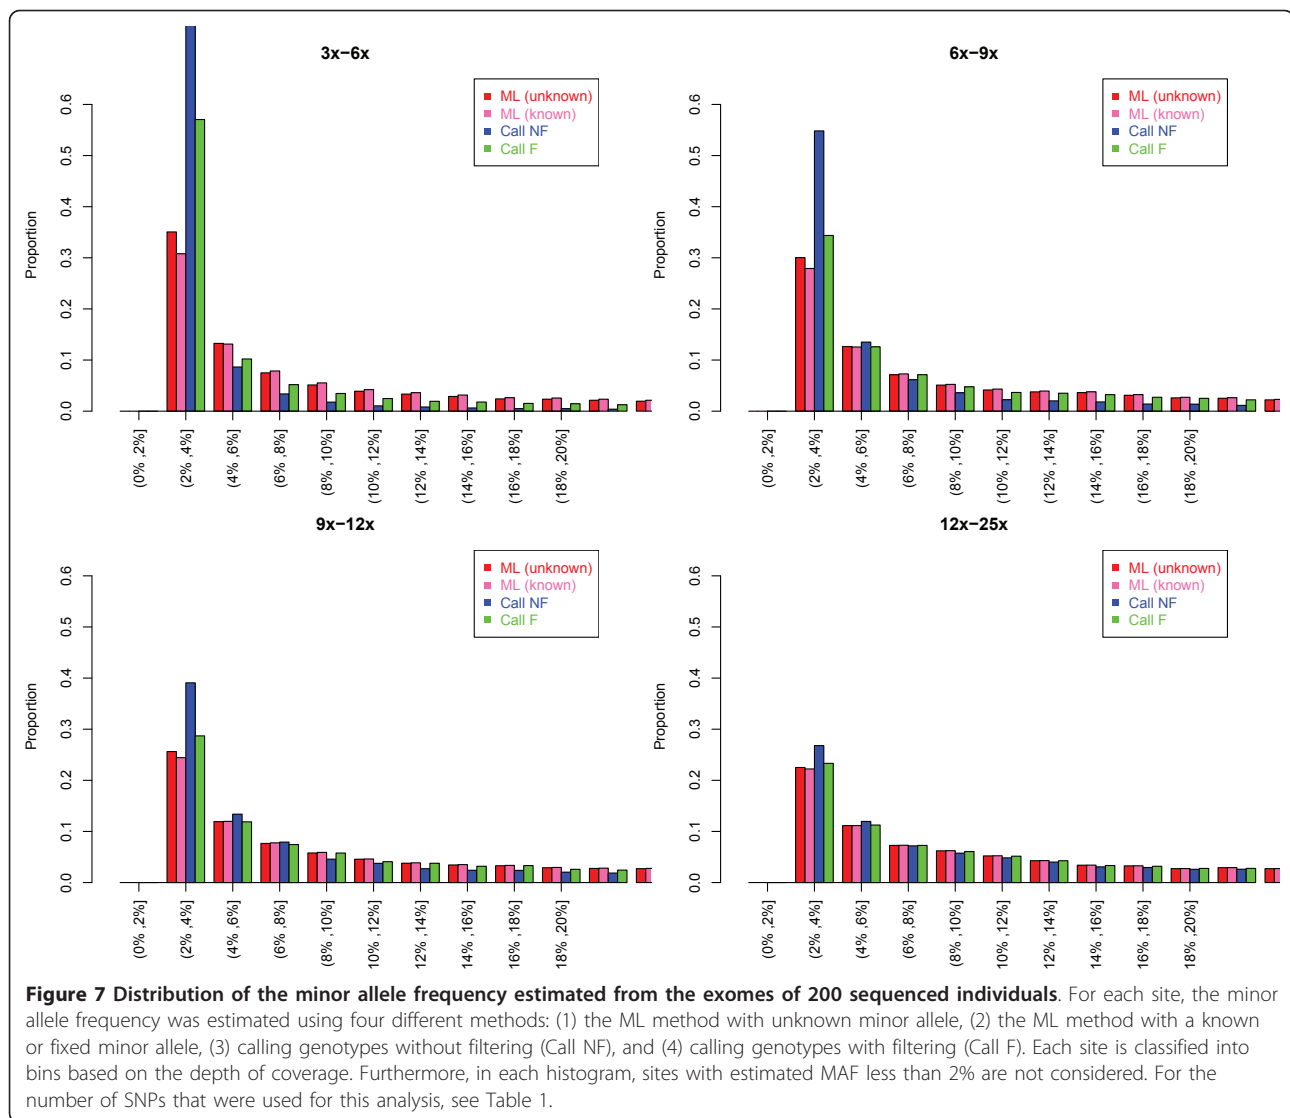 3x−6x
ML (unknown)
ML (known)
Call NF
Call F
Proportion
0.6
0.5
0.4
0.3
0.2
0.1
0.0
(0% ,2%]
(2% ,4%]
(4% ,6%]
(6% ,8%]
(8% ,10%]
(10% ,12%]
(12% ,14%]
(14% ,16%]
(16% ,18%]
(18% ,20%]
6x−9x
ML (unknown)
ML (known)
Call NF
Call F
Proportion
0.6
0.5
0.4
0.3
0.2
0.1
0.0
(0% ,2%]
(2% ,4%]
(4% ,6%]
(6% ,8%]
(8% ,10%]
(10% ,12%]
(12% ,14%]
(14% ,16%]
(16% ,18%]
(18% ,20%]
9x−12x
ML (unknown)
ML (known)
Call NF
Call F
Proportion
0.6
0.5
0.4
0.3
0.2
0.1
0.0
(0% ,2%]
(2% ,4%]
(4% ,6%]
(6% ,8%]
(8% ,10%]
10% ,12%]
12% ,14%]
14% ,16%]
16% ,18%]
18% ,20%]
12x−25x
ML (unknown)
ML (known)
Call NF
Call F
Proportion
0.6
0.5
0.4
0.3
0.2
0.1
0.0
(0% ,2%]
(2% ,4%]
(4% ,6%]
(6% ,8%]
(8% ,10%]
10% ,12%]
12% ,14%]
14% ,16%]
16% ,18%]
18% ,20%]
Figure 7 Distribution of the minor allele frequency estimated from the exomes of 200 sequenced individuals. For each site, the minor
allele frequency was estimated using four different methods: (1) the ML method with unknown minor allele, (2) the ML method with a known
or fixed minor allele, (3) calling genotypes without filtering (Call NF), and (4) calling genotypes with filtering (Call F). Each site is classified into
bins based on the depth of coverage. Furthermore, in each histogram, sites with estimated MAF less than 2% are not considered. For the
number of SNPs that were used for this analysis, see Table 1.